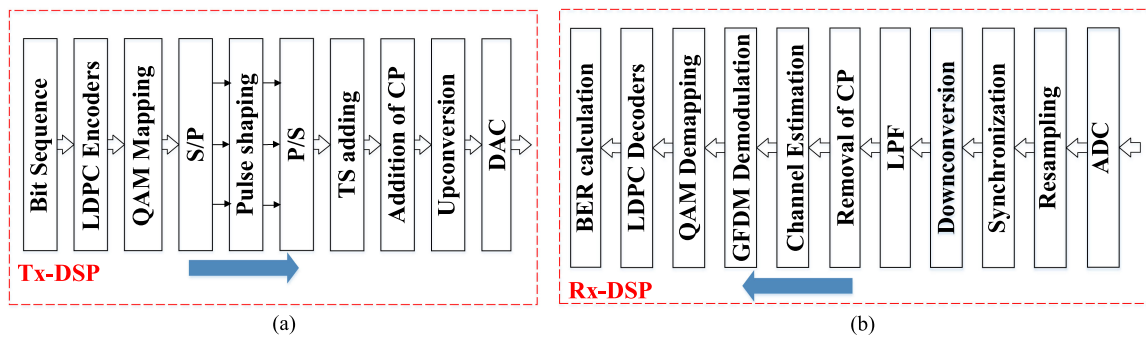 Bit Sequence
LDPC Encoders
QAM Mapping
S/P
Pulse shaping
P/S
TS adding
Addition of CP
Upconversion
DAC
Tx-DSP
(a)
BER calculation
LDPC Decoders
QAM Demapping
GFDM Demodulation
Channel Estimation
Removal of CP
LPF
Downconversion
Synchronization
Resampling
ADC
Rx-DSP
(b)